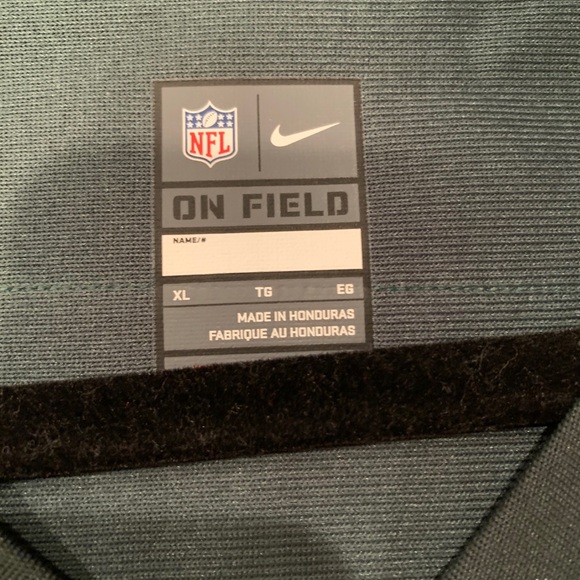 NFL
ON FIELD
NAME/#
XL TG EG
MADE IN HONDURAS
FABRIQUE AU HONDURAS